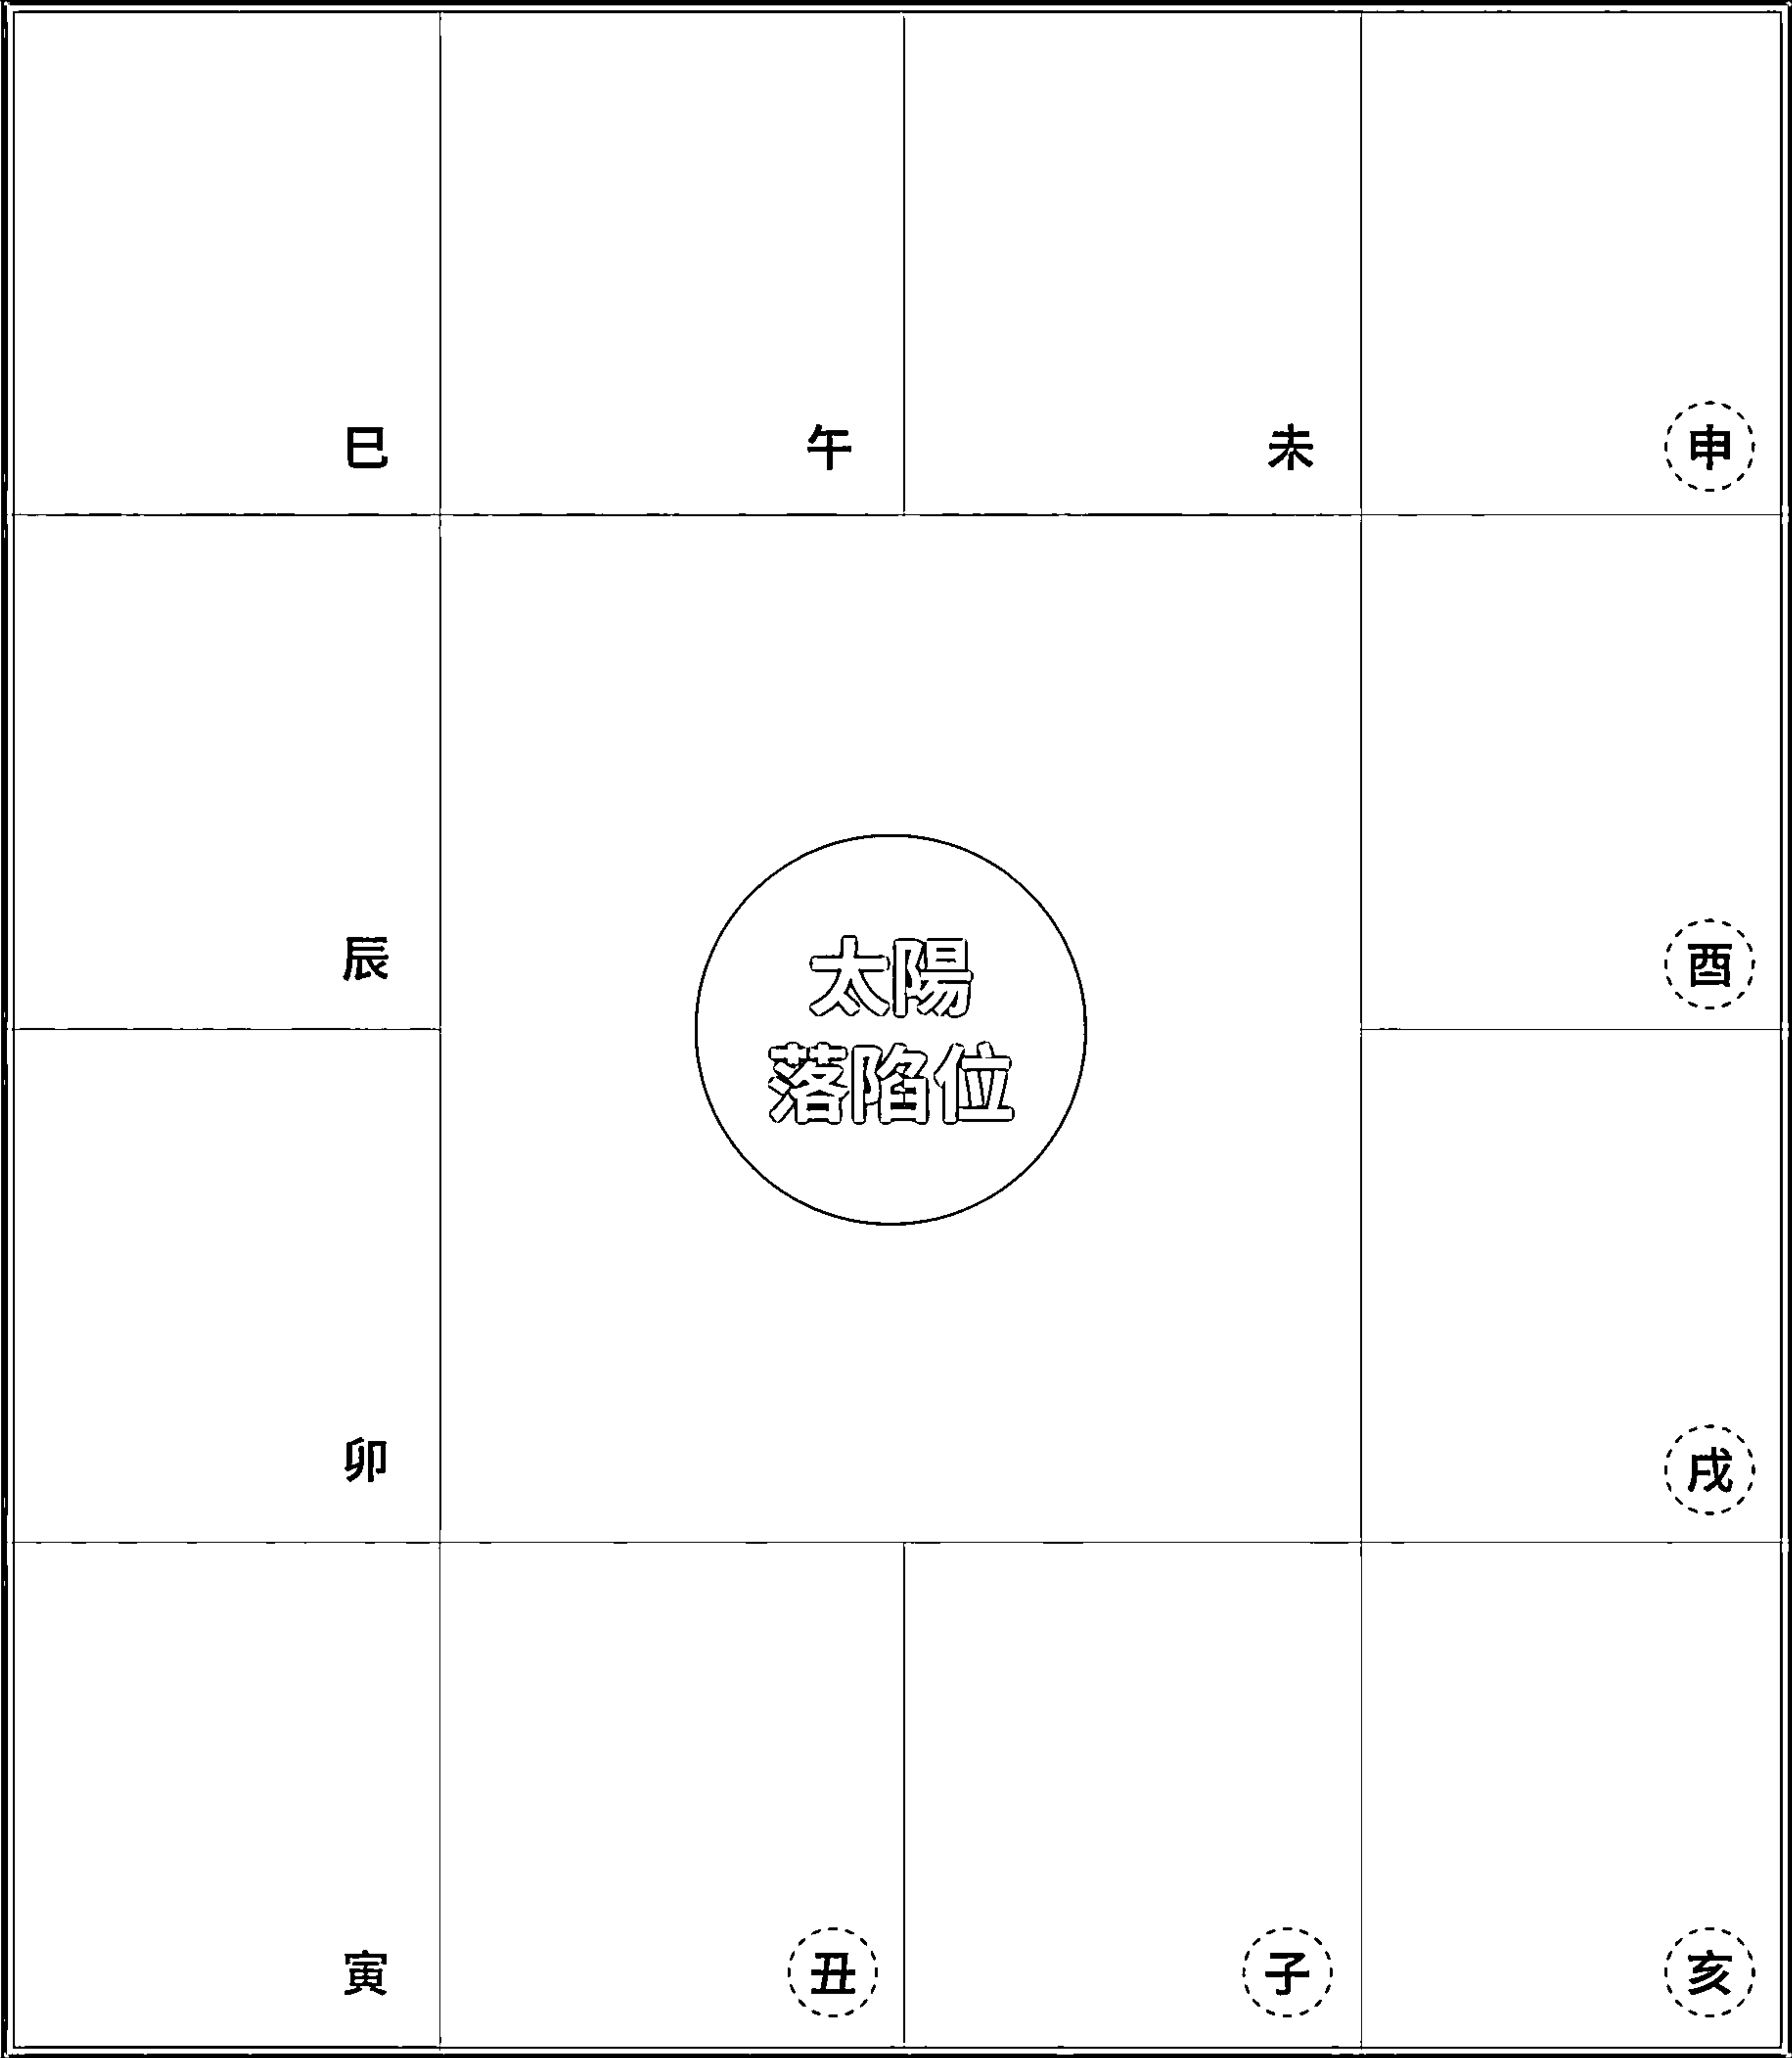 巳
午
未
申
辰
酉
太陽
落陷位
卯
戌
寅
丑
子
亥